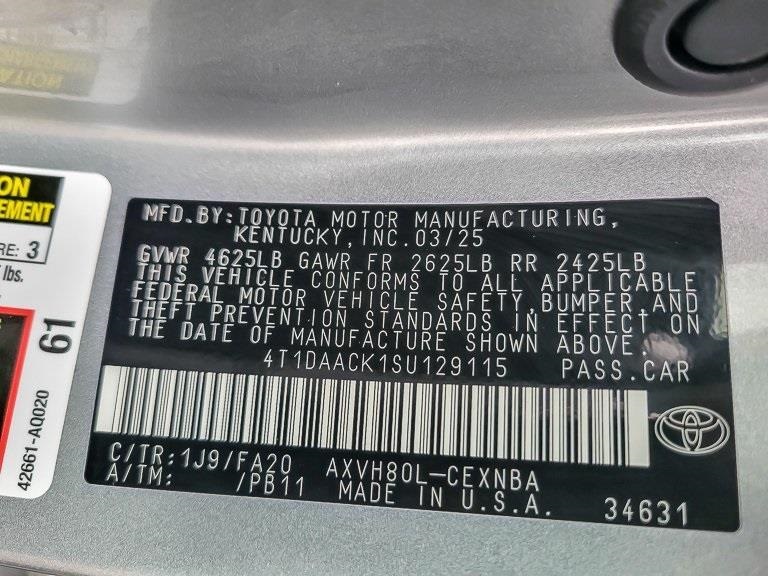 ON
EMENT
RE: 3
lbs.
61
42661-AQ020
MFD.BY:TOYOTA MOTOR MANUFACTURING,
KENTUCKY,INC.03/25
GVWR 4625LB GAWR FR 2625LB RR 2425LB
THIS VEHICLE CONFORMS TO ALL APPLICABLE
FEDERAL MOTOR VEHICLE SAFETY,BUMPER,AND
THEFT PREVENTION STANDARDS IN EFFECT ON
THE DATE OF MANUFACTURE SHOWN ABOVE.
4T1DAACK1SU129115 PASS.CAR
C/TR:1J9/FA20 AXVH80L-CEXNBA
A/TM: /PB11 MADE IN U.S.A. 34631